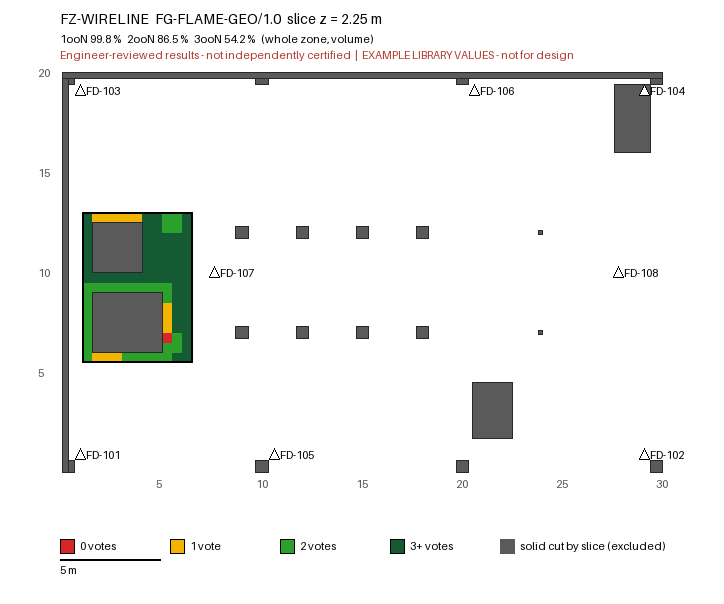 FZ-WIRELINE FG-FLAME-GEO/1.0 slice z = 2.25 m
1ooN 99.8 % 2ooN 86.5 % 3ooN 54.2 % (whole zone, volume)
Engineer-reviewed results - not independently certified | EXAMPLE LIBRARY VALUES - not for design
20
FD-103
FD-106
FD-104
15
10
FD-107
FD-108
5
FD-101
FD-105
FD-102
5
10
15
20
25
30
0 votes
1 vote
2 votes
3+ votes
solid cut by slice (excluded)
5 m